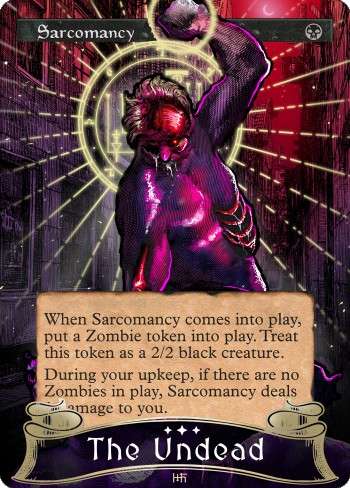 Sarcomancy
When Sarcomancy comes into play,
put a Zombie token into play. Treat
this token as a 2/2 black creature.
During your upkeep, if there are no
Zombies in play, Sarcomancy deals
to you.
The Undead